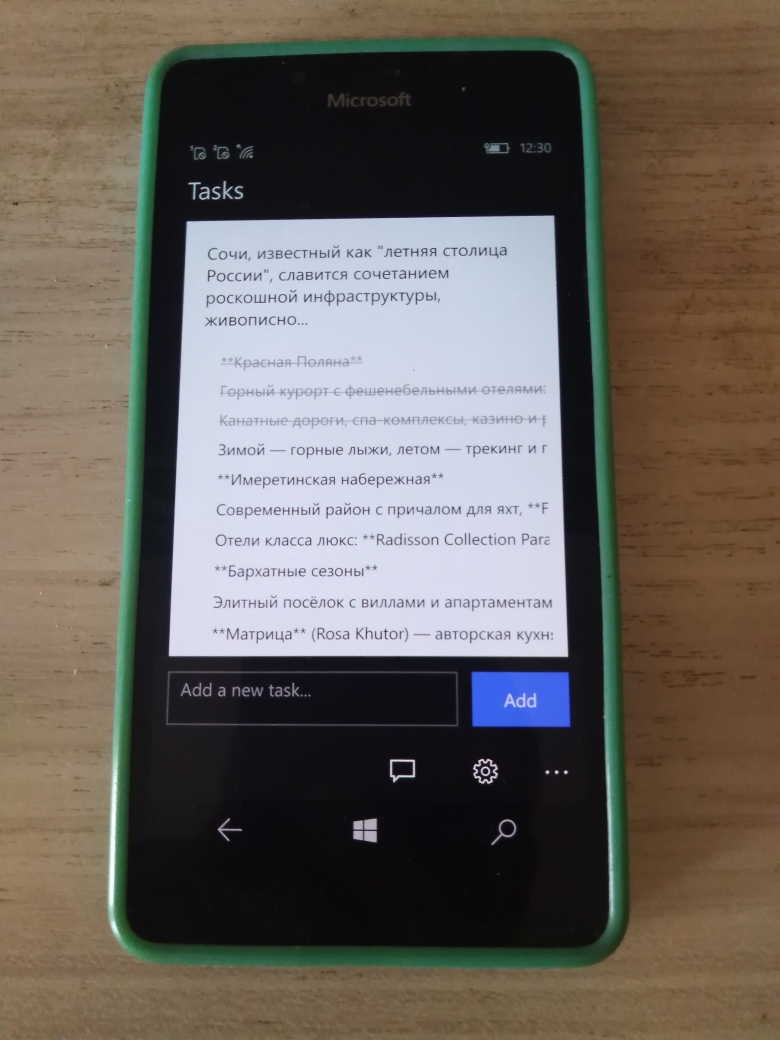 Microsoft
1 2 12:30
Tasks
Сочи, известный как "летняя столица
России", славится сочетанием
роскошной инфраструктуры,
живописно...
**Красная Поляна**
Горный курорт с фешенебельными отелями:
Канатные дороги, спа-комплексы, казино и
Зимой — горные лыжи, летом — трекинг и г
**Имеретинская набережная**
Современный район с причалом для яхт, **F
Отели класса люкс: **Radisson Collection Para
**Бархатные сезоны**
Элитный посёлок с виллами и апартаментам
**Матрица** (Rosa Khutor) — авторская кухн
Add a new task...
Add